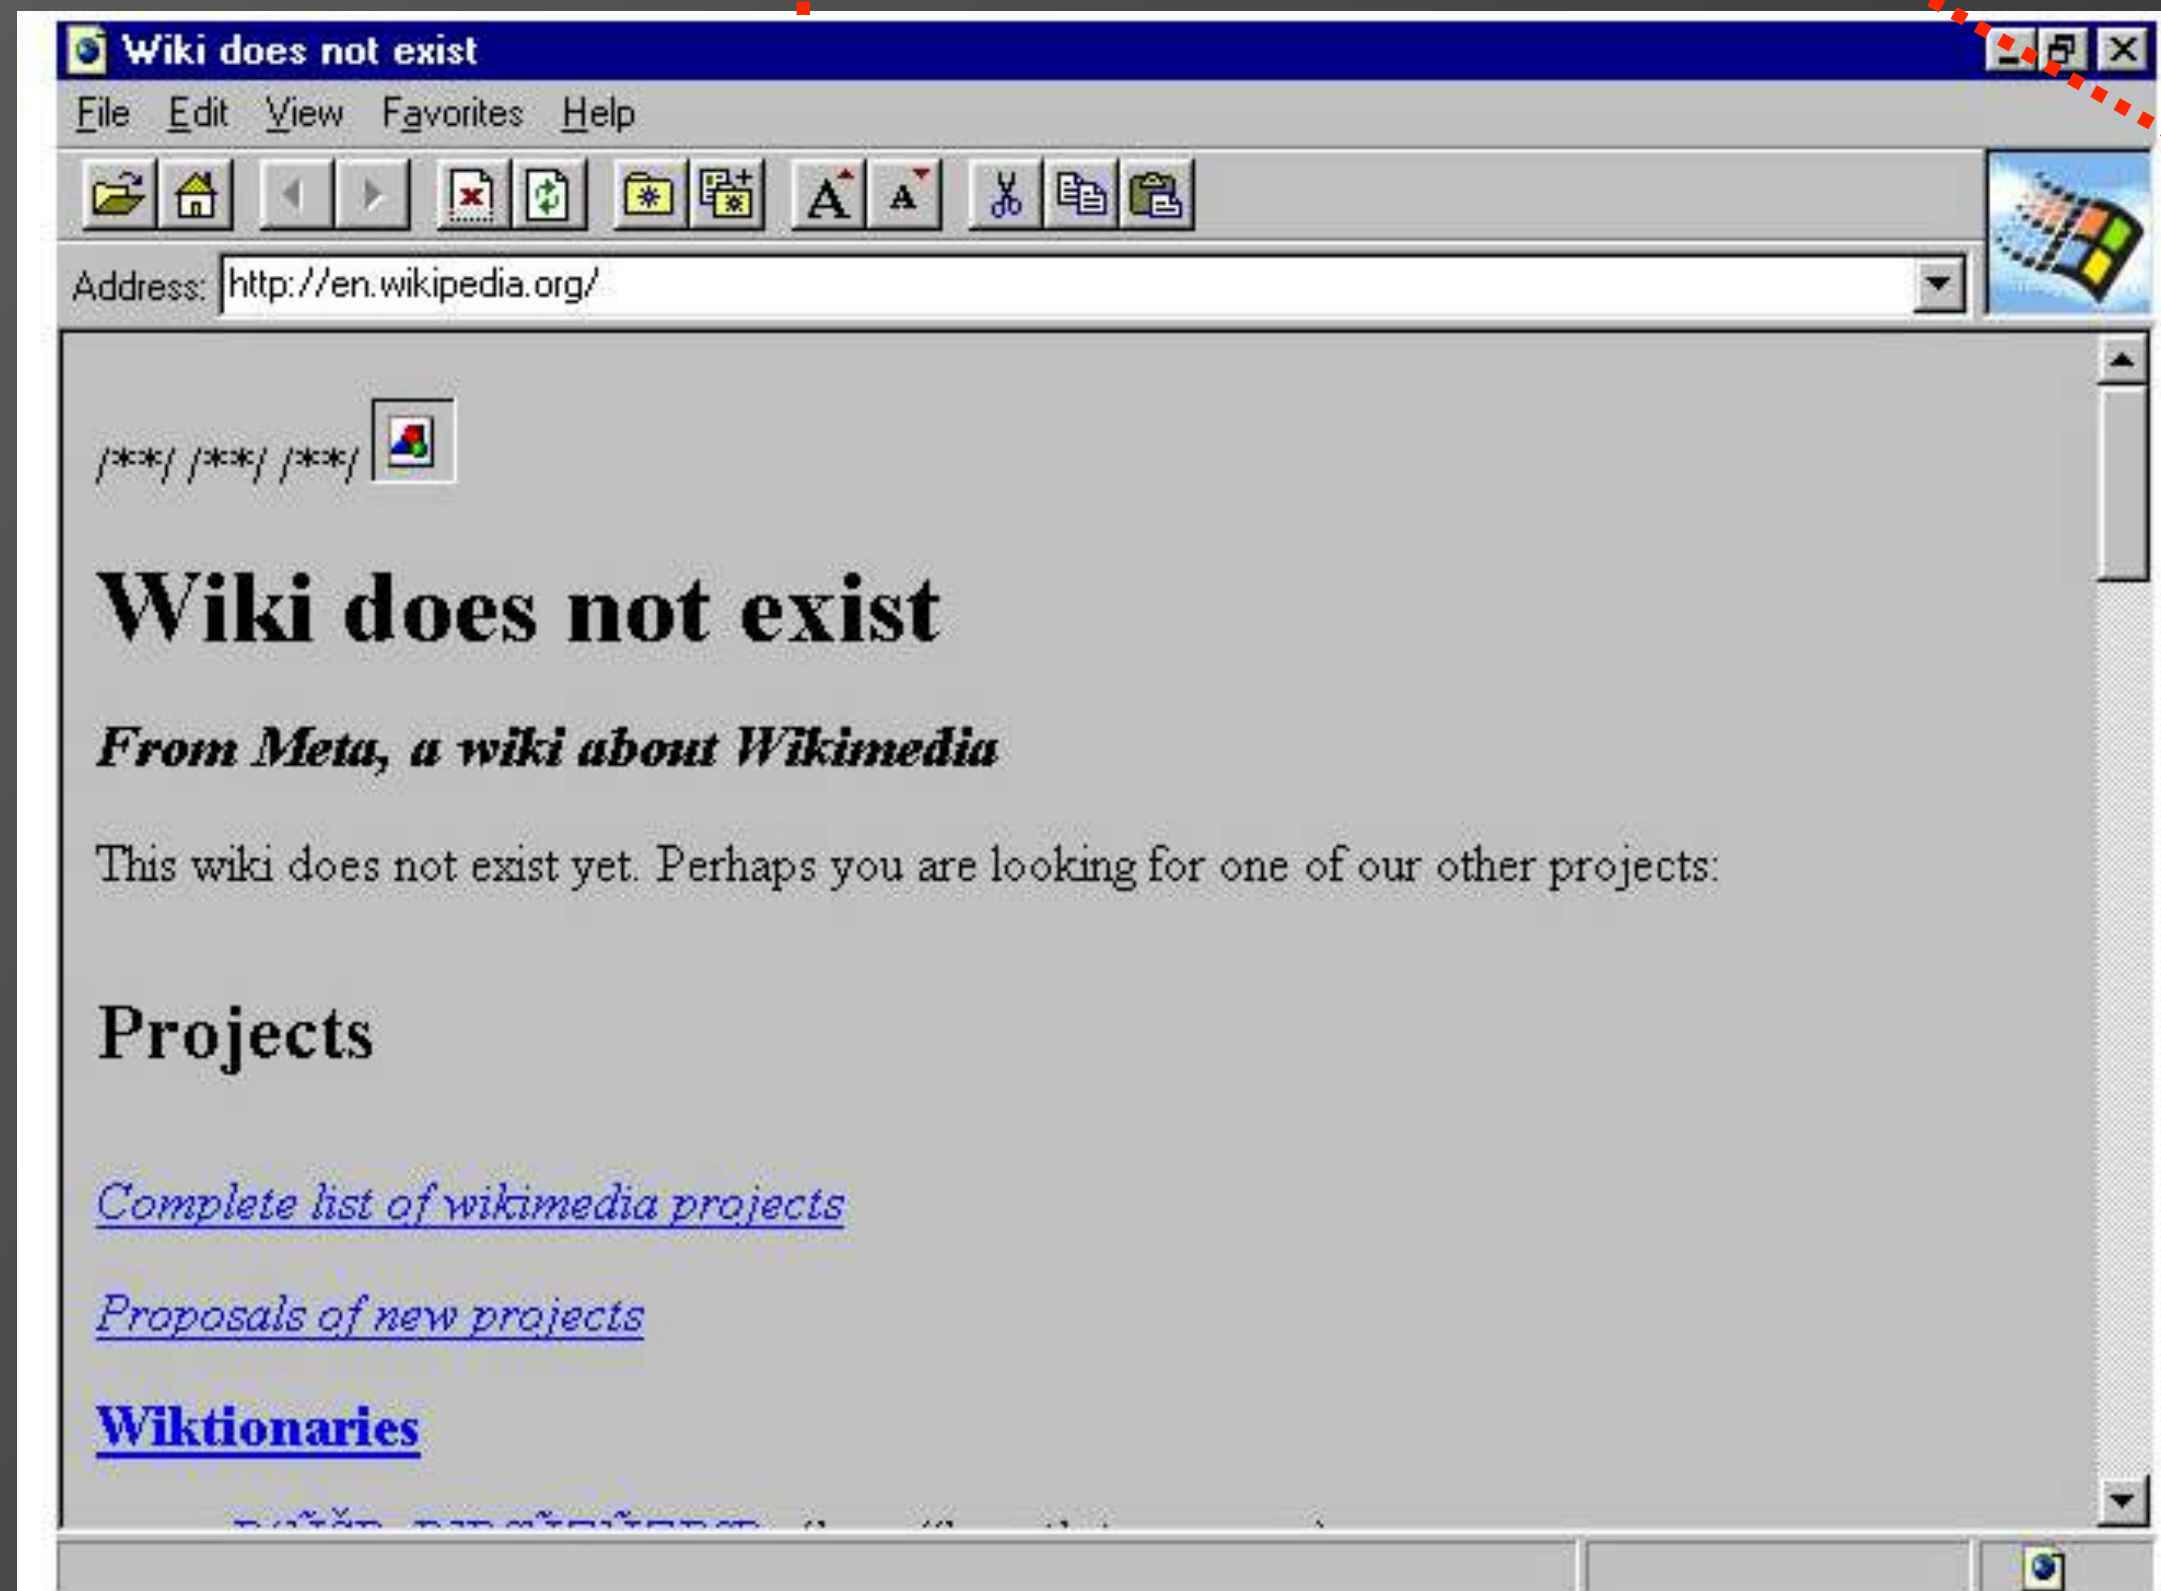 Wiki does not exist
File Edit View Favorites Help
Address: http://en.wikipedia.org/
/**/ /**/ /**/
Wiki does not exist
From Meta, a wiki about Wikimedia
This wiki does not exist yet. Perhaps you are looking for one of our other projects:
Projects
Complete list of wikimedia projects
Proposals of new projects
Wiktionaries